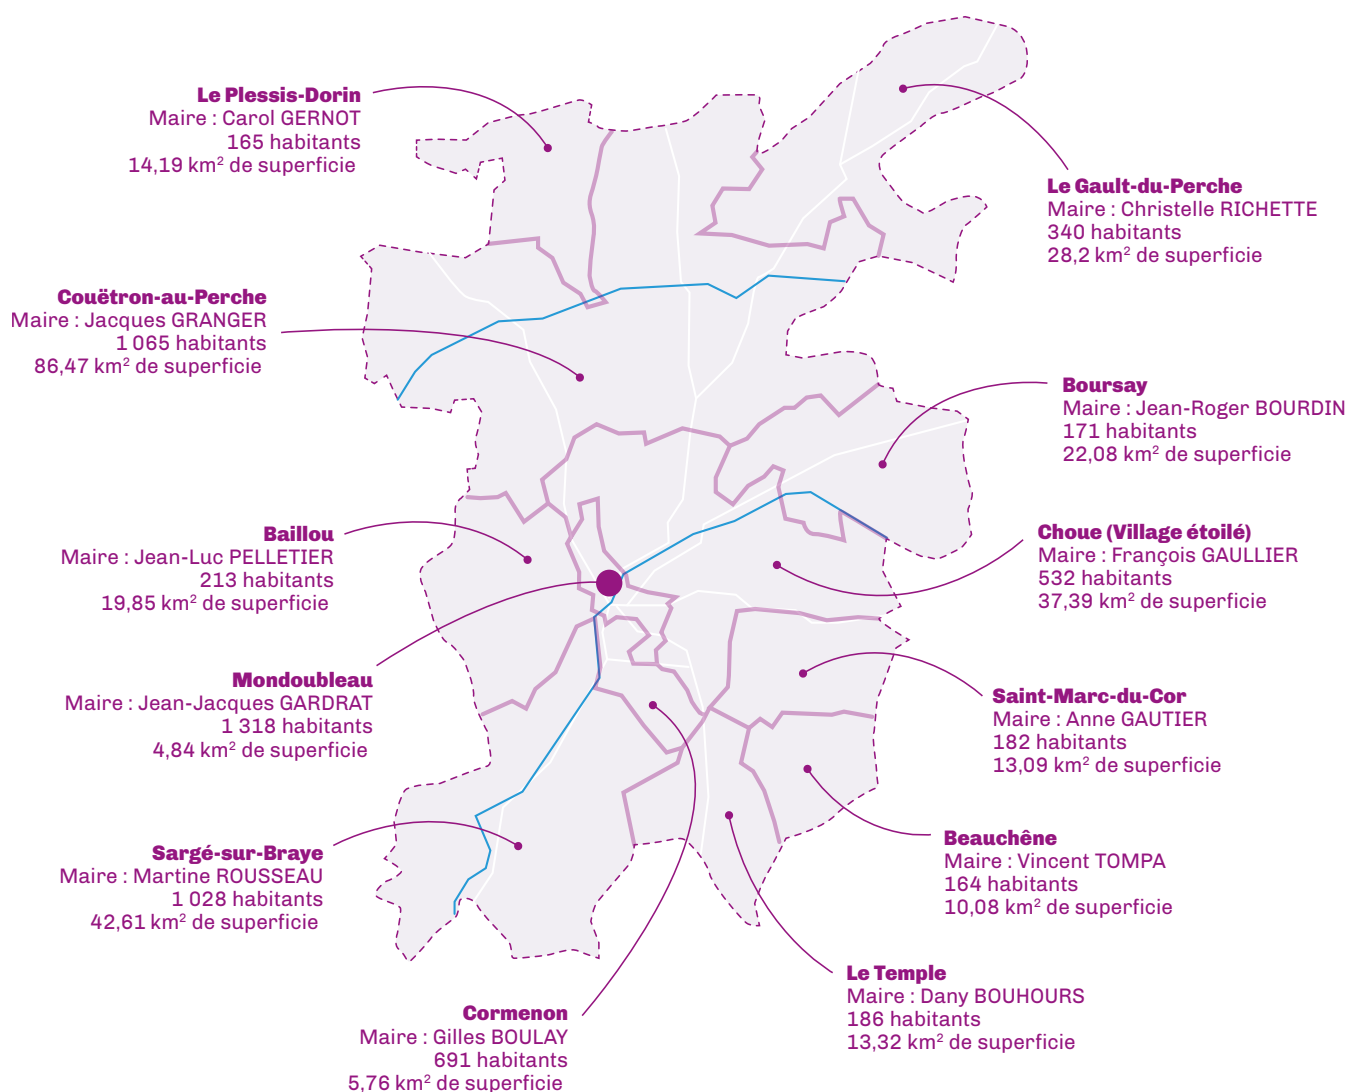 Le Plessis-Dorin
Maire : Carol GERNOT
165 habitants
14,19 km² de superficie
Le Gault-du-Perche
Maire : Christelle RICHETTE
340 habitants
28,2 km² de superficie
Couëtron-au-Perche
Maire : Jacques GRANGER
1 065 habitants
86,47 km² de superficie
Boursay
Maire : Jean-Roger BOURDIN
171 habitants
22,08 km² de superficie
Baillou
Maire : Jean-Luc PELLETIER
213 habitants
19,85 km² de superficie
Choue (Village étoilé)
Maire : François GAULLIER
532 habitants
37,39 km² de superficie
Mondoubleau
Maire : Jean-Jacques GARDRAT
1 318 habitants
4,84 km² de superficie
Saint-Marc-du-Cor
Maire : Anne GAUTIER
182 habitants
13,09 km² de superficie
Sargé-sur-Braye
Maire : Martine ROUSSEAU
1 028 habitants
42,61 km² de superficie
Beauchêne
Maire : Vincent TOMPA
164 habitants
10,08 km² de superficie
Le Temple
Maire : Dany BOUHOURS
186 habitants
13,32 km² de superficie
Cormenon
Maire : Gilles BOULAY
691 habitants
5,76 km² de superficie